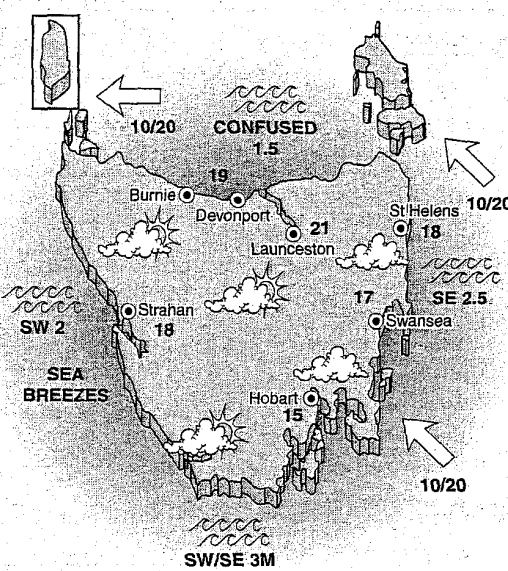 10/20
CONFUSED
1.5
10/20
19
Burnie
Devonport
21
Launceston
St Helens
18
SE 2.5
17
Swansea
Strahan
18
SW 2
SEA
BREEZES
Hobart
15
10/20
SW/SE 3M